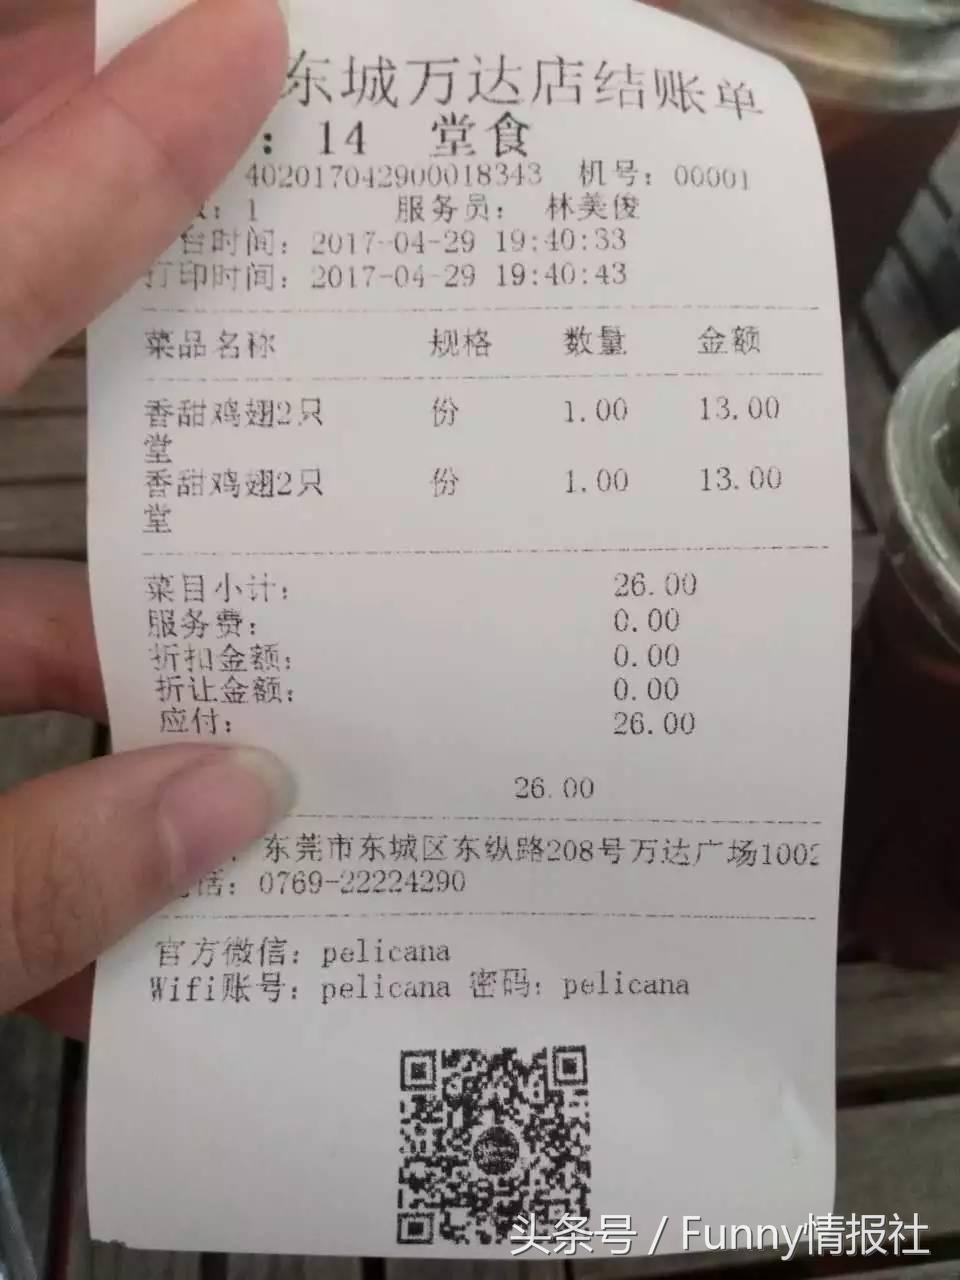 东城万达店结账单
: 14 堂食
402017042900018343 机号: 00001
: 1 服务员: 林美俊
台时间: 2017-04-29 19:40:33
打印时间: 2017-04-29 19:40:43
菜品名称 规格 数量 金额
香甜鸡翅2只 份 1.00 13.00
堂
香甜鸡翅2只 份 1.00 13.00
堂
菜目小计: 26.00
服务费: 0.00
折扣金额: 0.00
折让金额: 0.00
应付: 26.00
26.00
: 东莞市东城区东纵路208号万达广场1002
话: 0769-22224290
官方微信: pelicana
Wifi账号: pelicana 密码: pelicana
头条号 / Funny情报社